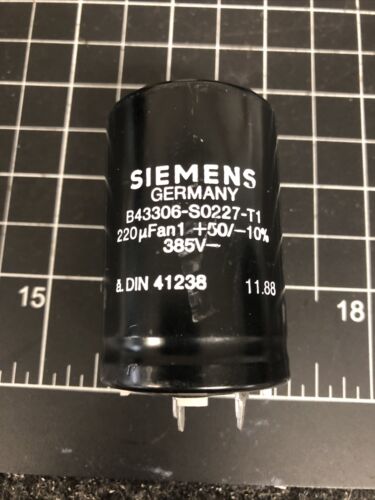 SIEMENS
GERMANY
B43306-S0227-T1
220µFan1 +50/-10%
385V-
ä. DIN 41238 11.88
15
18